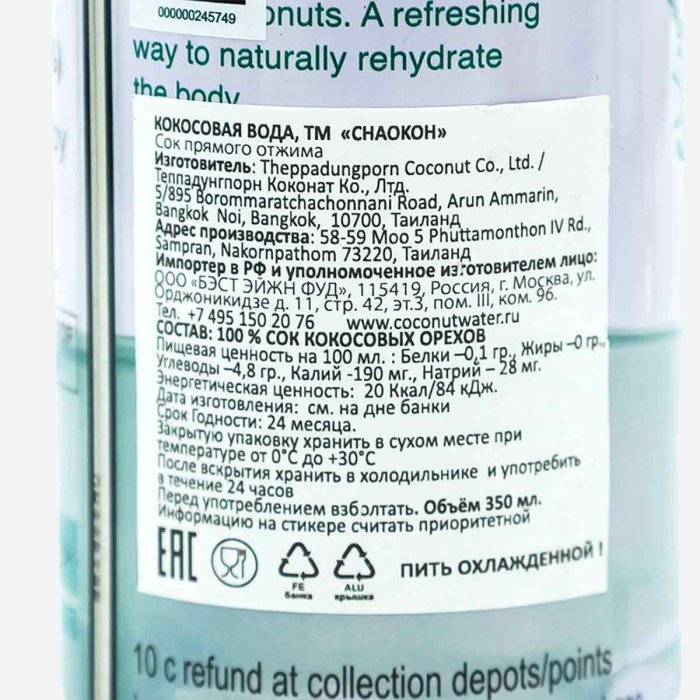 000000245749
onuts. A refreshing
way to naturally rehydrate
the body
КОКОСОВАЯ ВОДА, ТМ «CHAOKOH»
Сок прямого отжима
Изготовитель: Theppadungporn Coconut Co., Ltd. /
Теппадунгпорн Коконат Ко., Лтд.
5/895 Borommaratchachonnani Road, Arun Ammarin,
Bangkok Noi, Bangkok, 10700, Таиланд
Адрес производства: 58-59 Moo 5 Phuttamonthon IV Rd.,
Sampran, Nakornpathom 73220, Таиланд
Импортер в РФ и уполномоченное изготовителем лицо:
ООО «БЭСТ ЭЙЖН ФУД», 115419, Россия, г. Москва, ул.
Орджоникидзе д. 11, стр. 42, эт.3, пом. III, ком. 96.
Тел. +7 495 150 20 76 www.coconutwater.ru
СОСТАВ: 100 % СОК КОКОСОВЫХ ОРЕХОВ
Пищевая ценность на 100 мл. : Белки –0,1 гр., Жиры –0 гр.,
Углеводы –4,8 гр., Калий -190 мг., Натрий – 28 мг.
Энергетическая ценность: 20 Ккал/84 кДж.
Дата изготовления: см. на дне банки
Срок Годности: 24 месяца.
Закрытую упаковку хранить в сухом месте при
температуре от 0°C до +30°C
После вскрытия хранить в холодильнике и употребить
в течение 24 часов
Перед употреблением взболтать. Объём 350 мл.
Информацию на стикере считать приоритетной
EAC
FE
банка
ALU
крышка
ПИТЬ ОХЛАЖДЕННОЙ !
10 c refund at collection depots/points